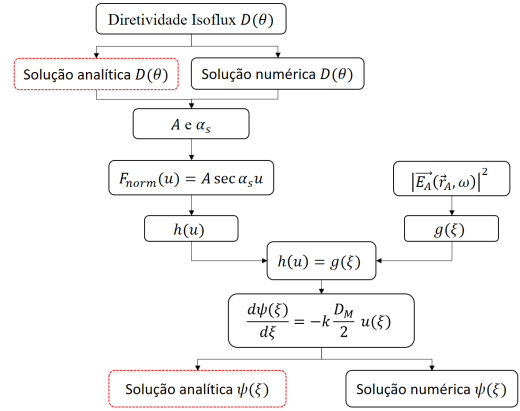 Diretividade Isoflux D(θ)
Solução analítica D(θ)
Solução numérica D(θ)
A e α_s
F_norm(u) = A sec α_s u
|E_A⃗(r⃗_A, ω)|²
h(u)
g(ξ)
h(u) = g(ξ)
dψ(ξ)/dξ = −k D_M/2 u(ξ)
Solução analítica ψ(ξ)
Solução numérica ψ(ξ)